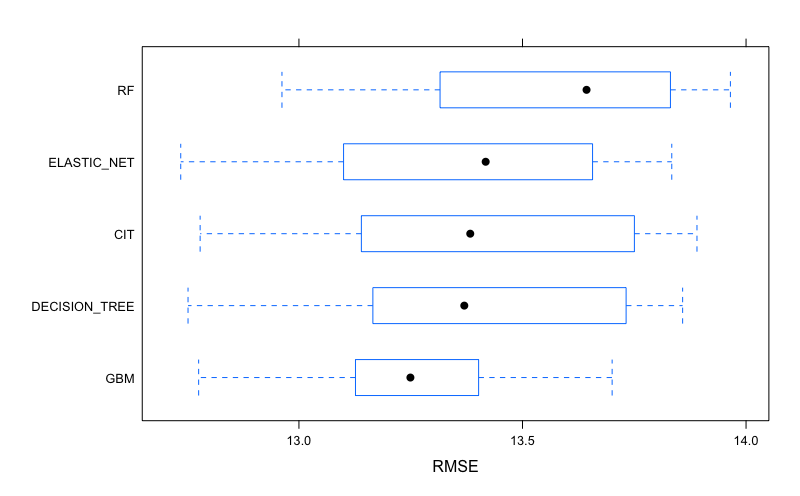 RF
ELASTIC_NET
CIT
DECISION_TREE
GBM
13.0 13.5 14.0
RMSE